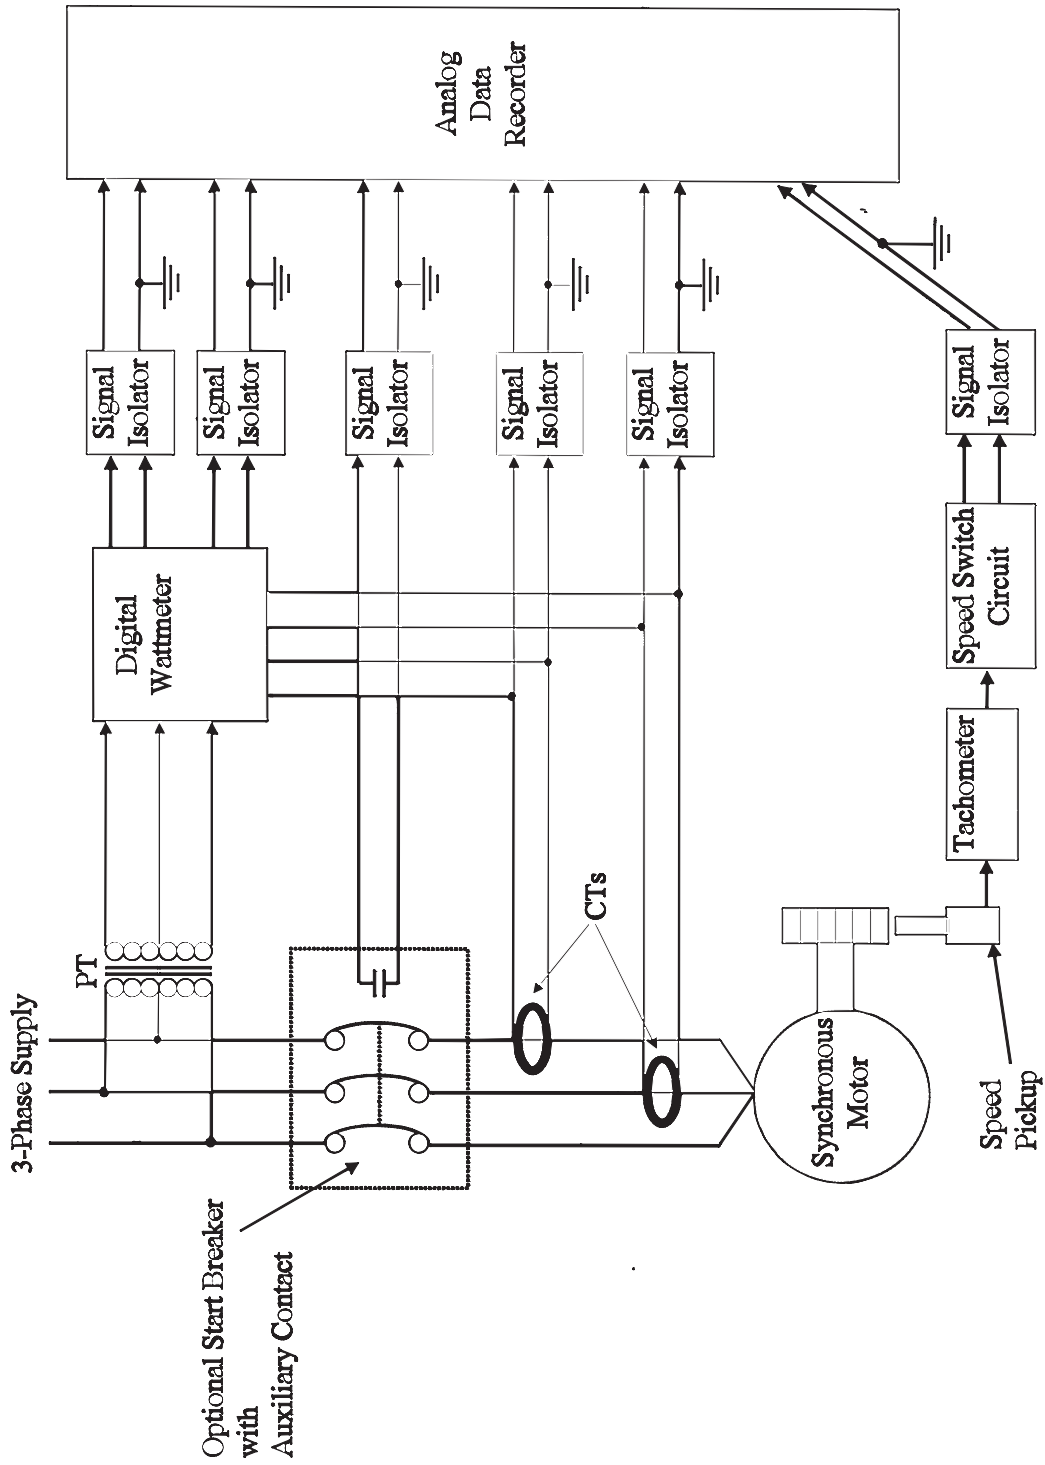 3-Phase Supply
PT
Digital
Wattmeter
Signal
Isolator
Signal
Isolator
Signal
Isolator
Signal
Isolator
Signal
Isolator
Analog
Data
Recorder
Optional Start Breaker
with
Auxiliary Contact
CTs
Synchronous
Motor
Speed
Pickup
Tachometer
Speed Switch
Circuit
Signal
Isolator